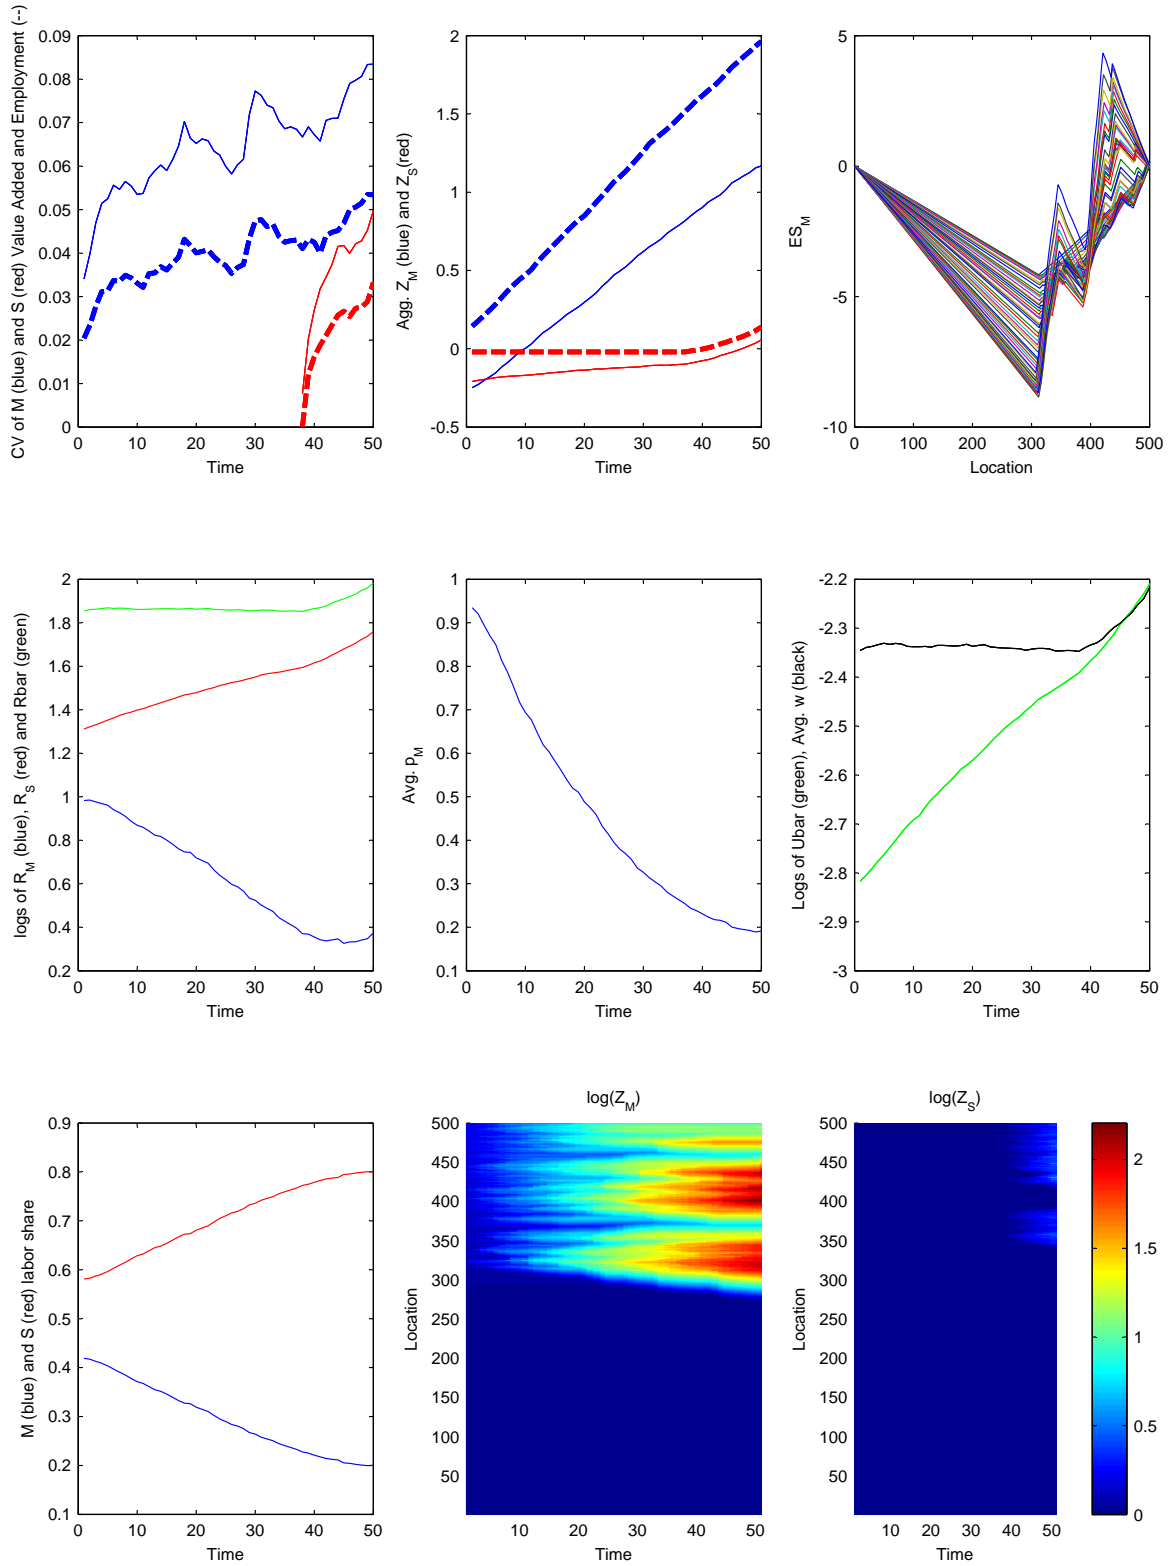 CV of M (blue) and S (red) Value Added and Employment (--)
0.09
0.08
0.07
0.06
0.05
0.04
0.03
0.02
0.01
0
0 10 20 30 40 50
Time
Agg. Z_M (blue) and Z_S(red)
2
1.5
1
0.5
0
-0.5
0 10 20 30 40 50
Time
ES_M
5
0
-5
-10
0 100 200 300 400 500
Location
logs of R_M (blue), R_S (red) and Rbar (green)
2
1.8
1.6
1.4
1.2
1
0.8
0.6
0.4
0.2
0 10 20 30 40 50
Time
Avg. p_M
1
0.9
0.8
0.7
0.6
0.5
0.4
0.3
0.2
0.1
0 10 20 30 40 50
Time
Logs of Ubar (green), Avg. w (black)
-2.2
-2.3
-2.4
-2.5
-2.6
-2.7
-2.8
-2.9
-3
0 10 20 30 40 50
Time
M (blue) and S (red) labor share
0.9
0.8
0.7
0.6
0.5
0.4
0.3
0.2
0.1
0 10 20 30 40 50
Time
log(Z_M)
Location
500
450
400
350
300
250
200
150
100
50
10 20 30 40 50
Time
log(Z_S)
Location
500
450
400
350
300
250
200
150
100
50
10 20 30 40 50
Time
2
1.5
1
0.5
0